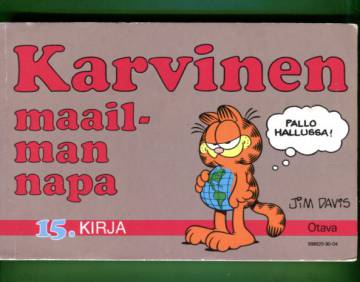 Karvinen
maail-
man
napa
PALLO
HALLUSSA!
JIM DAVIS
15. KIRJA
Otava